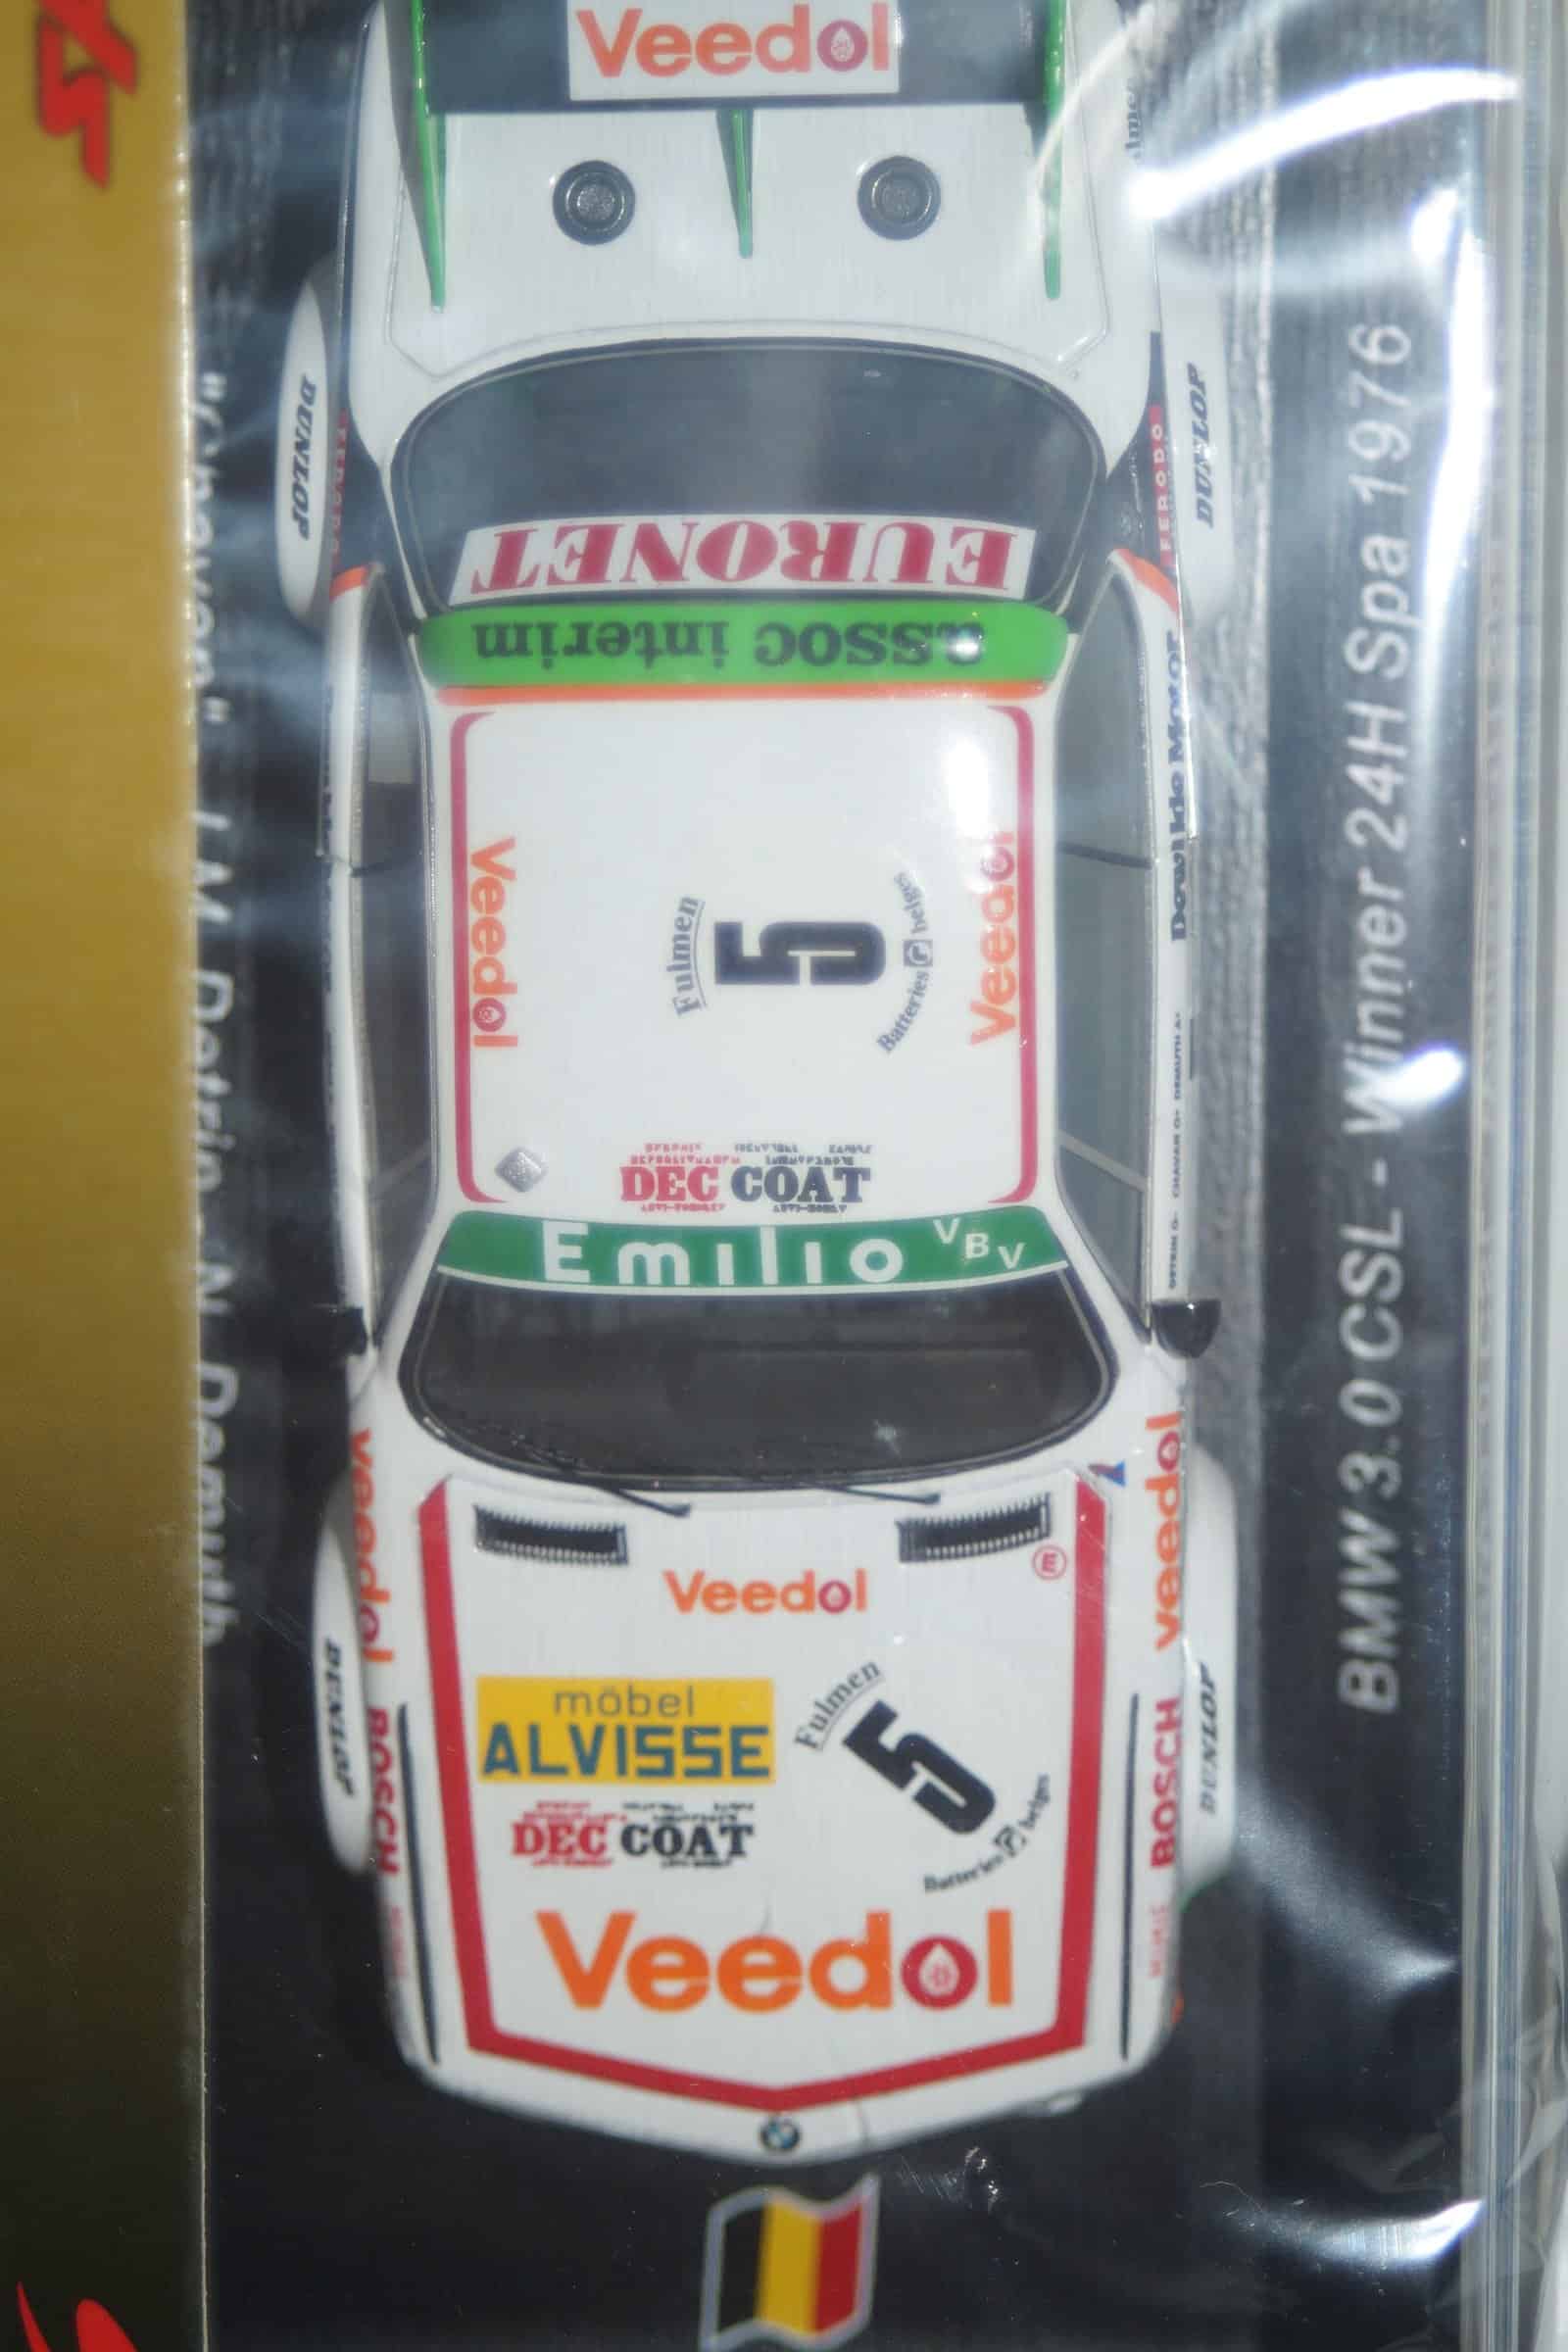 Veedol
DUNLOP
DUNLOP
FERODO
EURONET
assoc interim
Veedol
Veedol
Fulmen
5
Batteries belges
DEC COAT
Emilio VBV
Veedol
möbel
ALVISSE
Fulmen
5
Batteries belges
DEC COAT
Veedol
veedol
BOSCH
DUNLOP
veedol
BOSCH
DUNLOP
BMW 3.0 CSL - Winner 24H Spa 1976